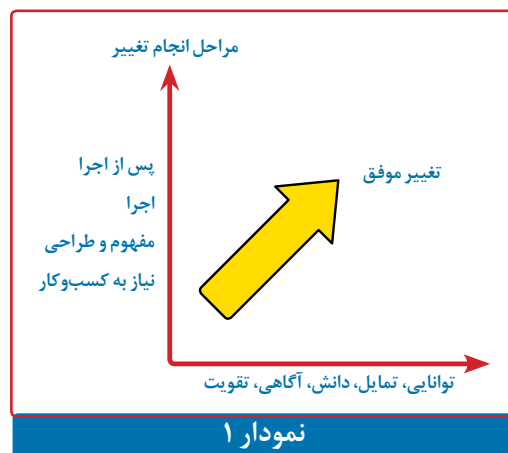 مراحل انجام تغییر
پس از اجرا
تغییر موفق
اجرا
مفهوم و طراحی
نیاز به کسب‌وکار
توانایی، تمایل، دانش، آگاهی، تقویت
نمودار ۱